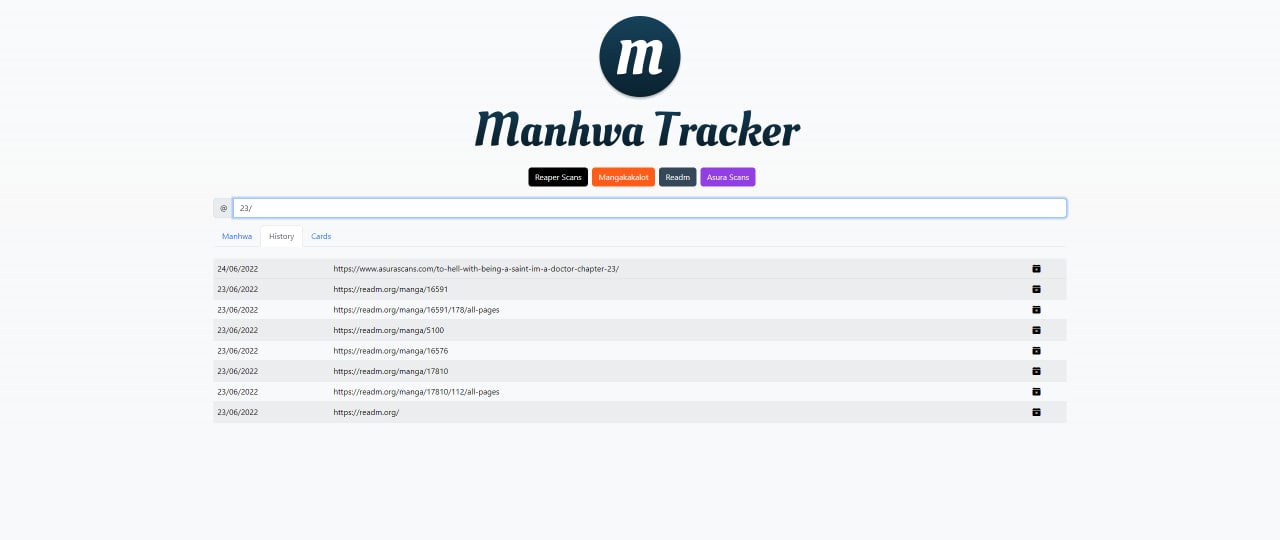 m
Manhwa Tracker
Reaper Scans Mangakakalot Readm Asura Scans
@ 23/
Manhwa History Cards
24/06/2022 https://www.asurascans.com/to-hell-with-being-a-saint-im-a-doctor-chapter-23/
23/06/2022 https://readm.org/manga/16591
23/06/2022 https://readm.org/manga/16591/178/all-pages
23/06/2022 https://readm.org/manga/5100
23/06/2022 https://readm.org/manga/16576
23/06/2022 https://readm.org/manga/17810
23/06/2022 https://readm.org/manga/17810/112/all-pages
23/06/2022 https://readm.org/